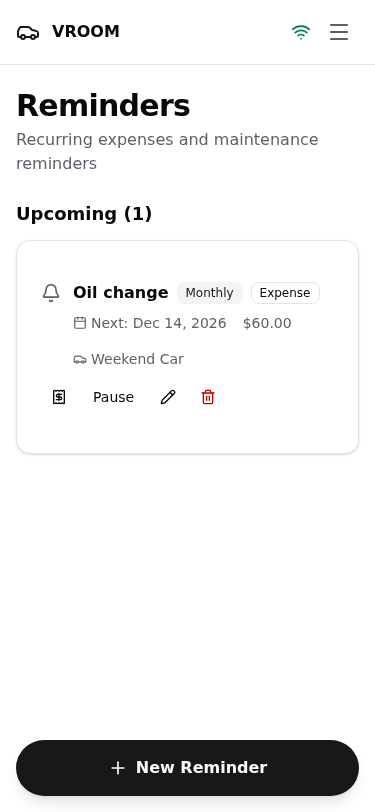 VROOM
Reminders
Recurring expenses and maintenance
reminders
Upcoming (1)
Oil change Monthly Expense
Next: Dec 14, 2026 $60.00
Weekend Car
Pause
New Reminder